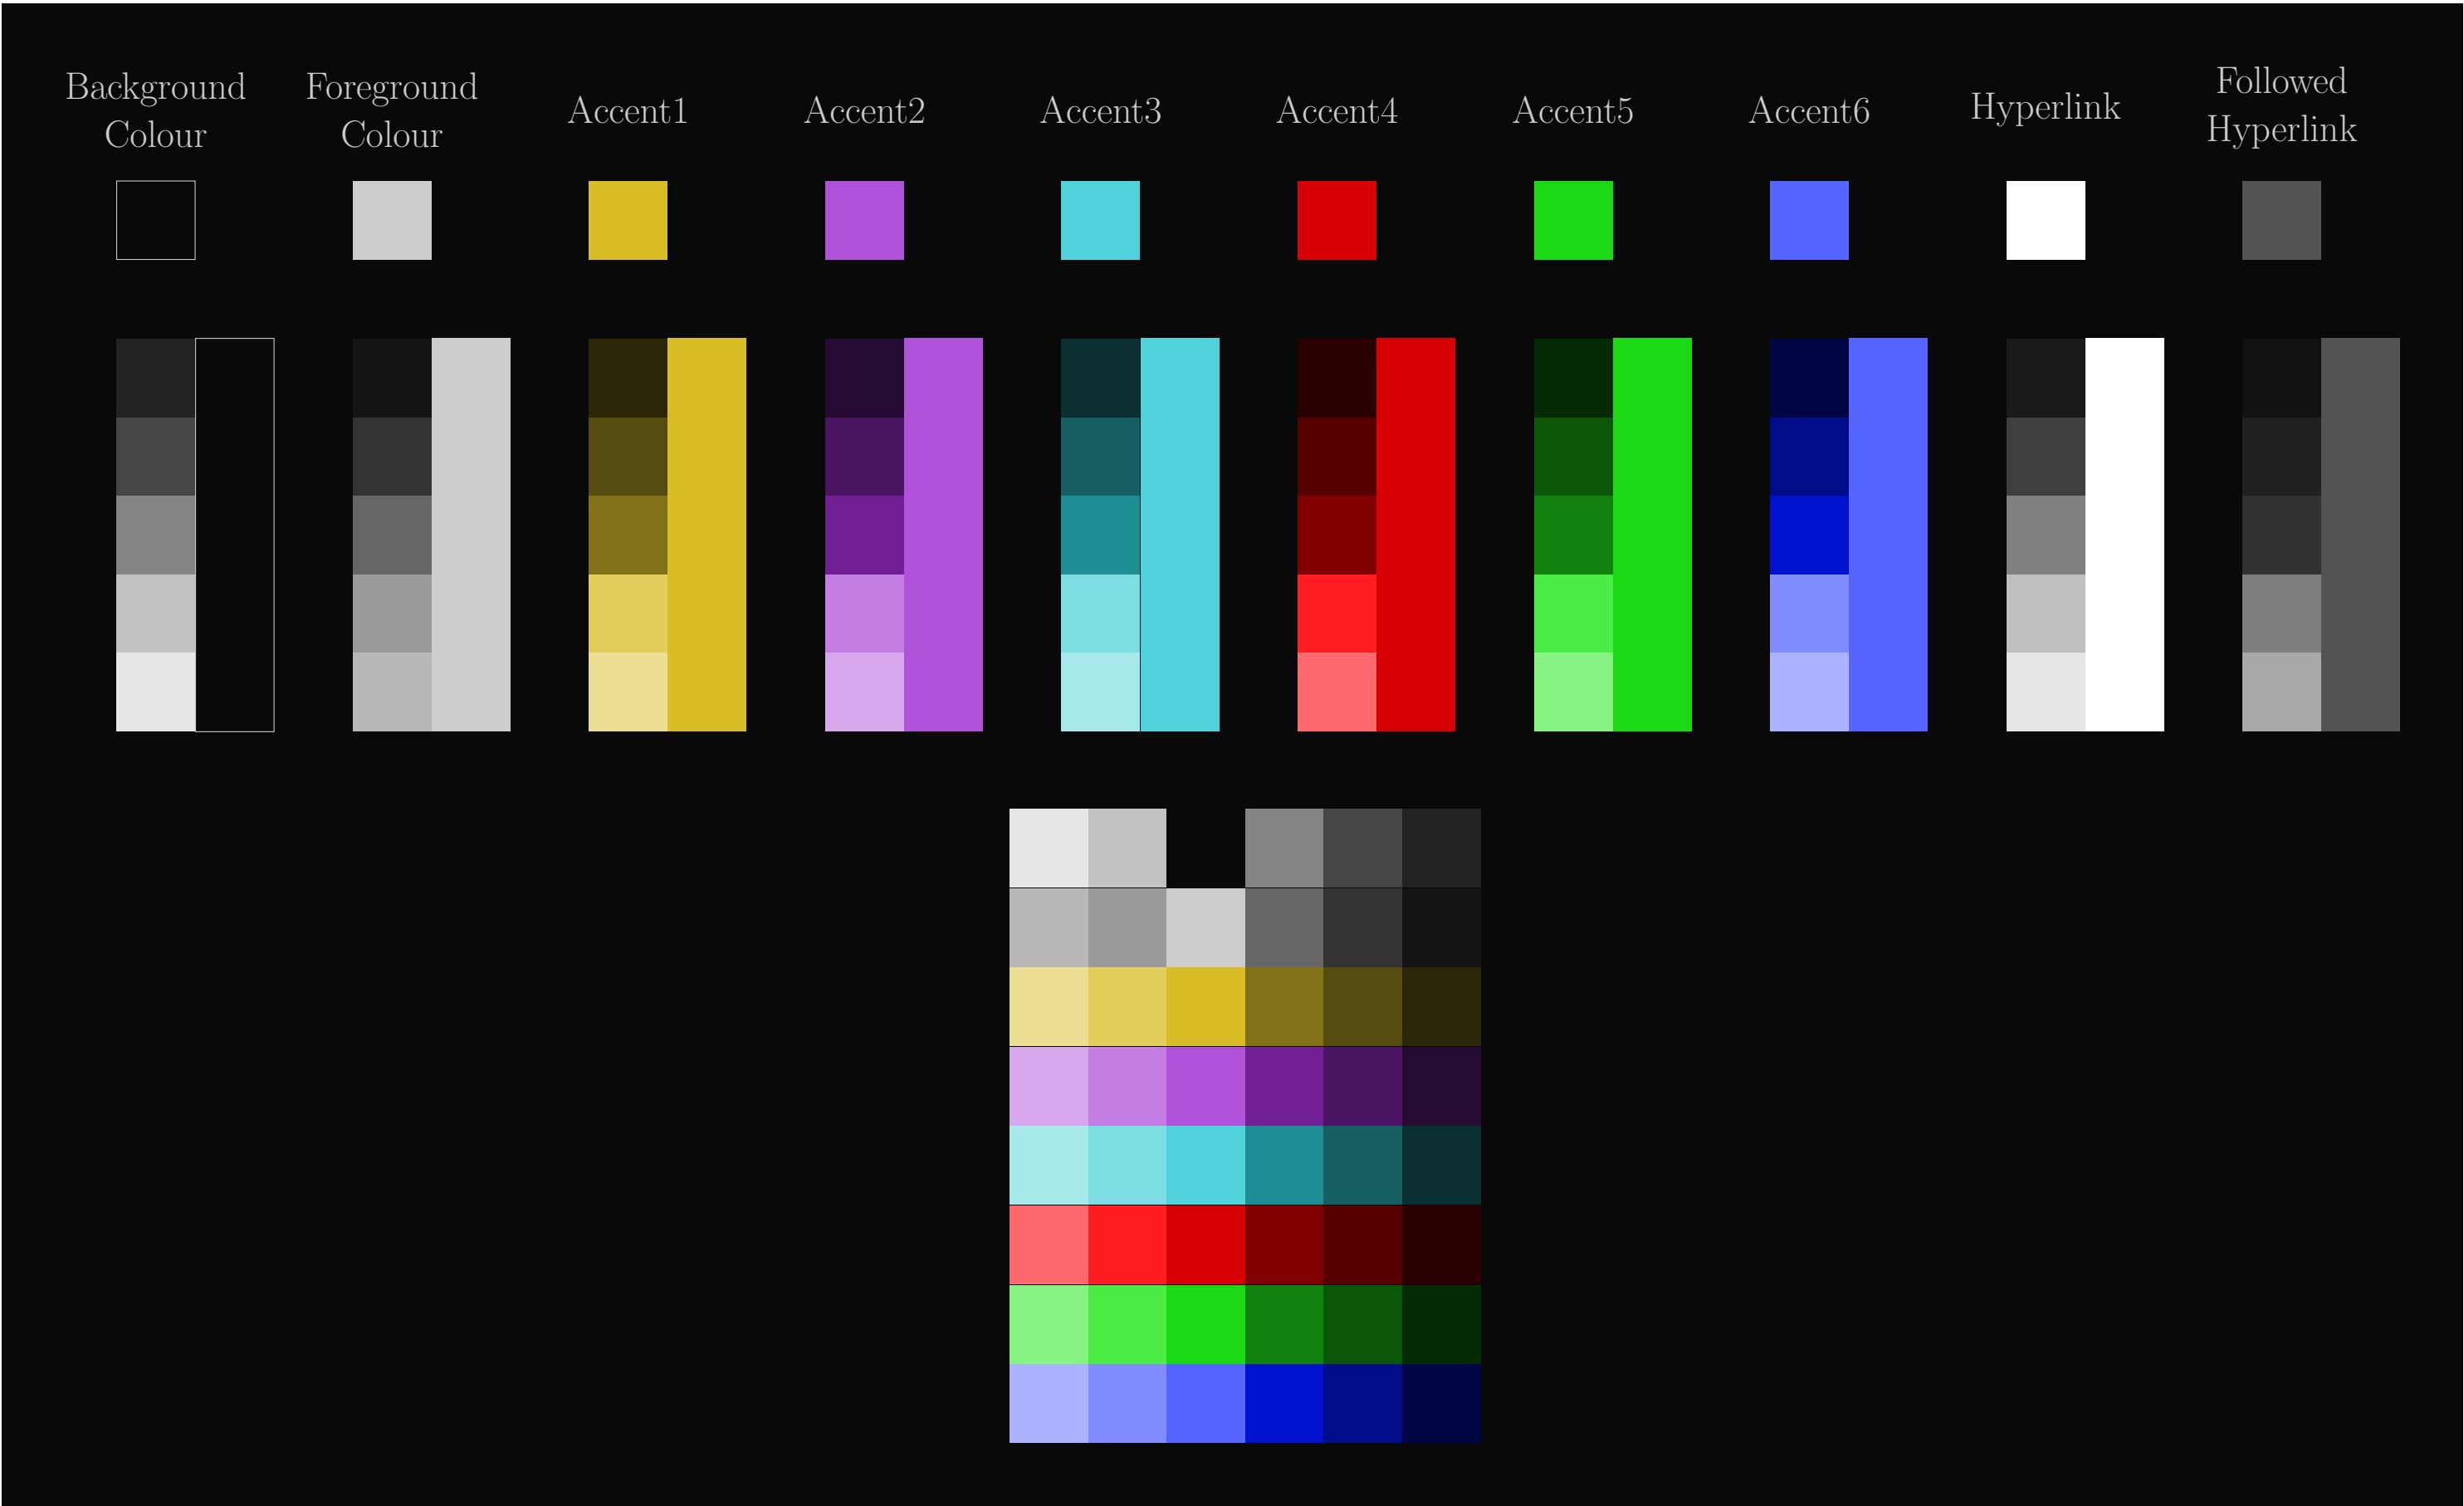 Background
Colour
Foreground
Colour
Accent1
Accent2
Accent3
Accent4
Accent5
Accent6
Hyperlink
Followed
Hyperlink